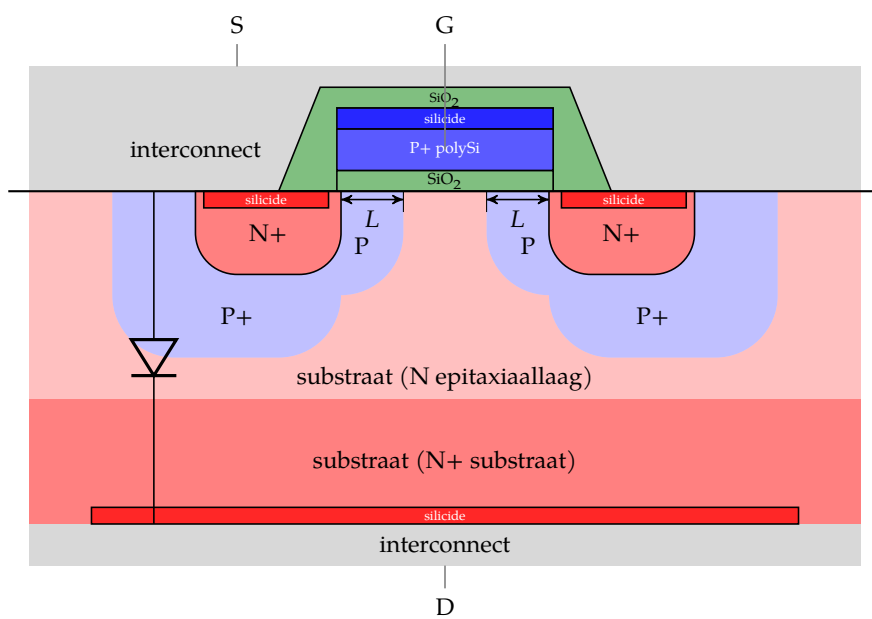 S
G
SiO2
silicide
P+ polySi
interconnect
SiO2
silicide
L
L
silicide
N+
P
P
N+
P+
P+
substraat (N epitaxiaallaag)
substraat (N+ substraat)
silicide
interconnect
D